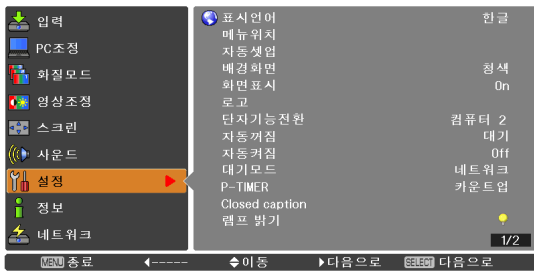 입력
PC조정
화질모드
영상조정
스크린
사운드
설정
정보
네트워크
표시언어 한글
메뉴위치
자동셋업
배경화면 청색
화면표시 On
로고
단자기능전환 컴퓨터 2
자동꺼짐 대기
자동켜짐 Off
대기모드 네트워크
P-TIMER 카운트업
Closed caption
램프 밝기
1/2
MENU 종료 ◀----- ◆이동 ▶다음으로 SELECT 다음으로